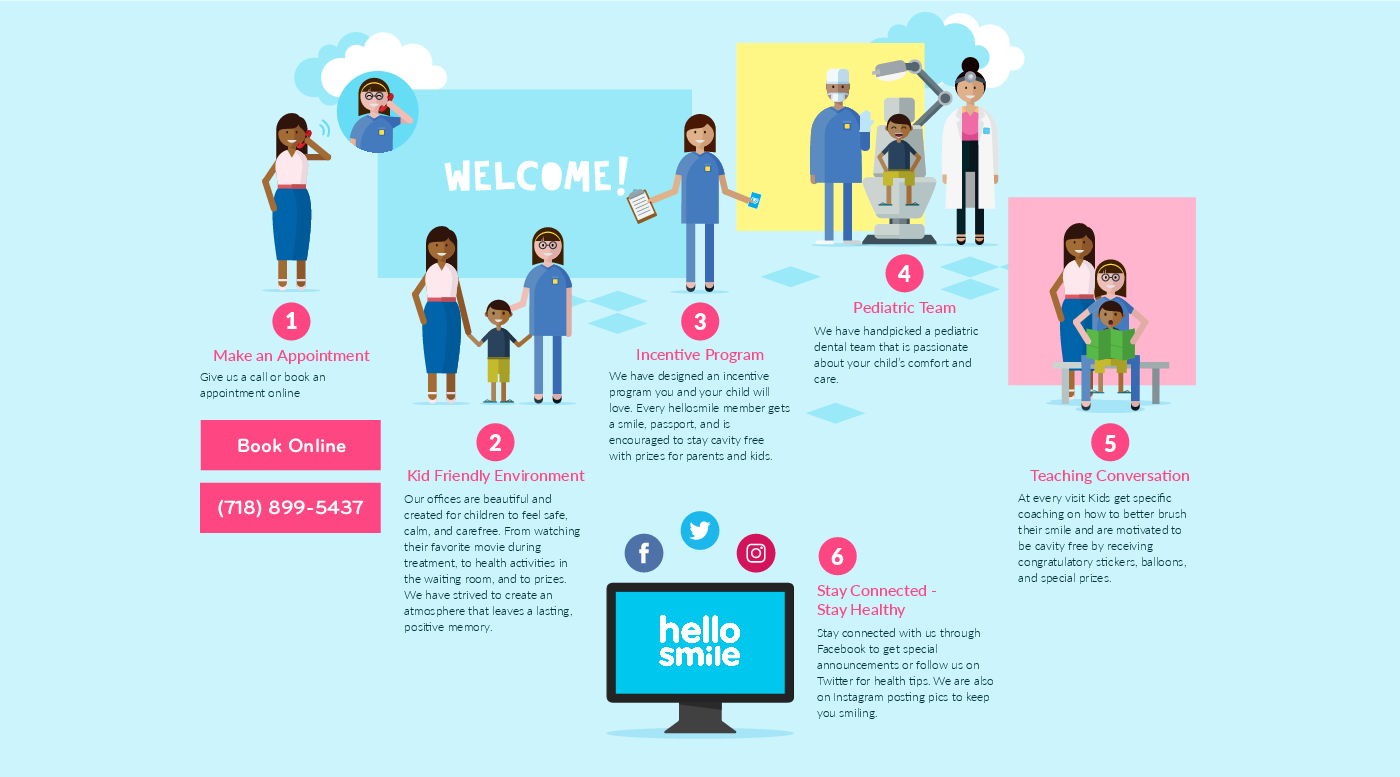 WELCOME!
1
Make an Appointment
Give us a call or book an
appointment online
Book Online
(718) 899-5437
2
Kid Friendly Environment
Our offices are beautiful and
created for children to feel safe,
calm, and carefree. From watching
their favorite movie during
treatment, to health activities in
the waiting room, and to prizes.
We have strived to create an
atmosphere that leaves a lasting,
positive memory.
3
Incentive Program
We have designed an incentive
program you and your child will
love. Every hellosmile member gets
a smile, passport, and is
encouraged to stay cavity free
with prizes for parents and kids.
4
Pediatric Team
We have handpicked a pediatric
dental team that is passionate
about your child's comfort and
care.
5
Teaching Conversation
At every visit Kids get specific
coaching on how to better brush
their smile and are motivated to
be cavity free by receiving
congratulatory stickers, balloons,
and special prizes.
f
hello
smile
6
Stay Connected -
Stay Healthy
Stay connected with us through
Facebook to get special
announcements or follow us on
Twitter for health tips. We are also
on Instagram posting pics to keep
you smiling.